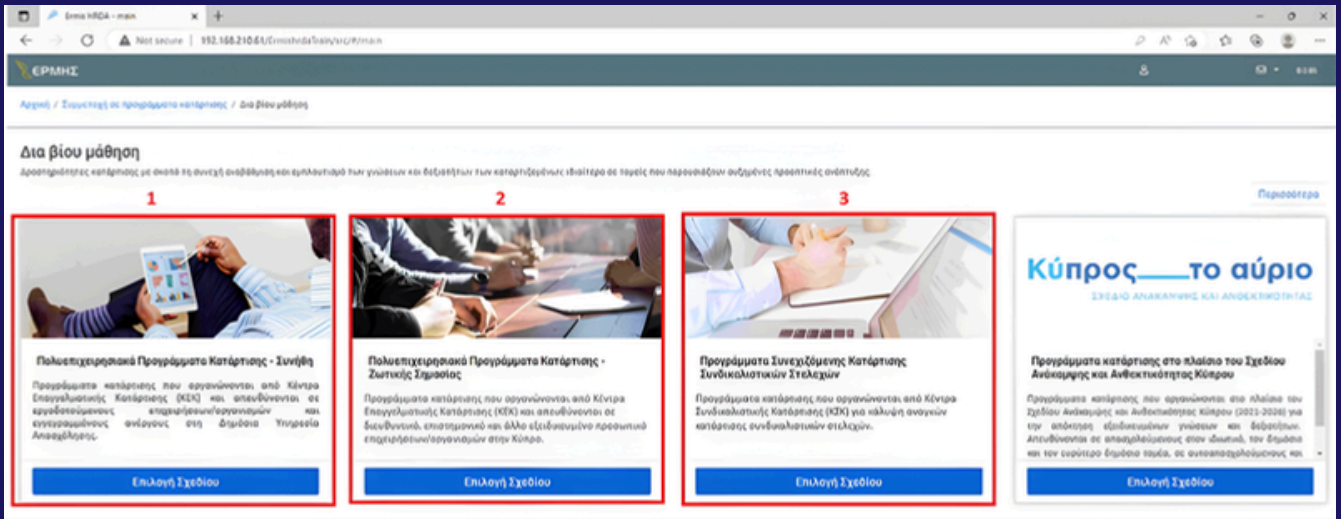 Ermis HRDA - main
Not secure | 192.168.210.61/ErmisHrdaTrain/src/#/main
ΕΡΜΗΣ
Αρχική / Συμμετοχή σε προγράμματα κατάρτισης / Δια βίου μάθηση
Δια βίου μάθηση
Δραστηριότητες κατάρτισης με σκοπό τη συνεχή αναβάθμιση και εμπλουτισμό των γνώσεων και δεξιοτήτων των καταρτιζομένων, ιδιαίτερα σε τομείς που παρουσιάζουν αυξημένες προοπτικές ανάπτυξης
Περισσότερα
1
2
3
Πολυεπιχειρησιακά Προγράμματα Κατάρτισης - Συνήθη
Προγράμματα κατάρτισης που οργανώνονται από Κέντρα
Επαγγελματικής Κατάρτισης (ΚΕΚ) και απευθύνονται σε
εργοδοτούμενους επιχειρήσεων/οργανισμών και
εγγεγραμμένους ανέργους στη Δημόσια Υπηρεσία
Απασχόλησης.
Επιλογή Σχεδίου
Πολυεπιχειρησιακά Προγράμματα Κατάρτισης -
Ζωτικής Σημασίας
Προγράμματα κατάρτισης που οργανώνονται από Κέντρα
Επαγγελματικής Κατάρτισης (ΚΕΚ) και απευθύνονται σε
διευθυντικό, επιστημονικό και άλλο εξειδικευμένο προσωπικό
επιχειρήσεων/οργανισμών στην Κύπρο.
Επιλογή Σχεδίου
Προγράμματα Συνεχιζόμενης Κατάρτισης
Συνδικαλιστικών Στελεχών
Προγράμματα κατάρτισης που οργανώνονται από Κέντρα
Συνδικαλιστικής Κατάρτισης (ΚΣΚ) για κάλυψη αναγκών
κατάρτισης συνδικαλιστικών στελεχών.
Επιλογή Σχεδίου
Κύπρος___το αύριο
ΣΧΕΔΙΟ ΑΝΑΚΑΜΨΗΣ ΚΑΙ ΑΝΘΕΚΤΙΚΟΤΗΤΑΣ
Προγράμματα κατάρτισης στο πλαίσιο του Σχεδίου
Ανάκαμψης και Ανθεκτικότητας Κύπρου
Προγράμματα κατάρτισης που οργανώνονται στο πλαίσιο του
Σχεδίου Ανάκαμψης και Ανθεκτικότητας Κύπρου (2021-2026) για
την απόκτηση εξειδικευμένων γνώσεων και δεξιοτήτων.
Απευθύνονται σε απασχολούμενους στον ιδιωτικό, τον δημόσιο
και τον ευρύτερο δημόσιο τομέα, σε αυτοαπασχολούμενους και
Επιλογή Σχεδίου